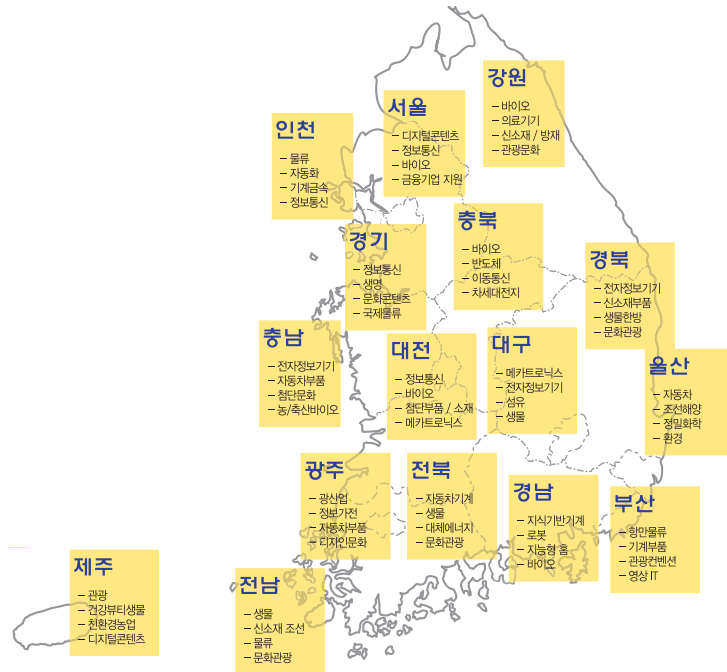 강원
– 바이오
– 의료기기
– 신소재 / 방재
– 관광문화
서울
– 디지털콘텐츠
– 정보통신
– 바이오
– 금융기업 지원
인천
– 물류
– 자동화
– 기계금속
– 정보통신
충북
– 바이오
– 반도체
– 이동통신
– 차세대전지
경기
– 정보통신
– 생명
– 문화콘텐츠
– 국제물류
경북
– 전자정보기기
– 신소재부품
– 생물한방
– 문화관광
충남
– 전자정보기기
– 자동차부품
– 첨단문화
– 농/축산바이오
대전
– 정보통신
– 바이오
– 첨단부품 / 소재
– 메카트로닉스
대구
– 메카트로닉스
– 전자정보기기
– 섬유
– 생물
울산
– 자동차
– 조선해양
– 정밀화학
– 환경
광주
– 광산업
– 정보가전
– 자동차부품
– 디자인문화
전북
– 자동차기계
– 생물
– 대체에너지
– 문화관광
경남
– 지식기반기계
– 로봇
– 지능형 홈
– 바이오
부산
– 항만물류
– 기계부품
– 관광컨벤션
– 영상 IT
제주
– 관광
– 건강뷰티생물
– 친환경농업
– 디지털콘텐츠
전남
– 생물
– 신소재 조선
– 물류
– 문화관광